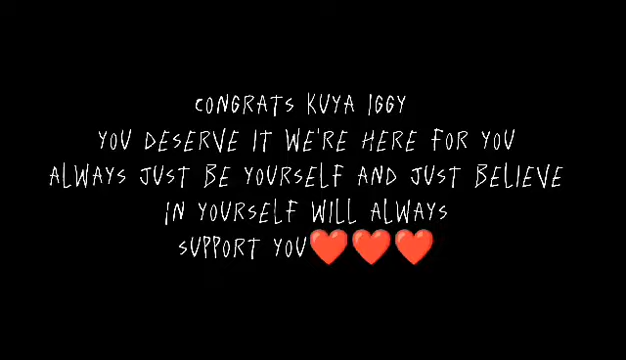 CONGRATS KUYA IGGY
YOU DESERVE IT WE'RE HERE FOR YOU
ALWAYS JUST BE YOURSELF AND JUST BELIEVE
IN YOURSELF WILL ALWAYS
SUPPORT YOU❤️❤️❤️